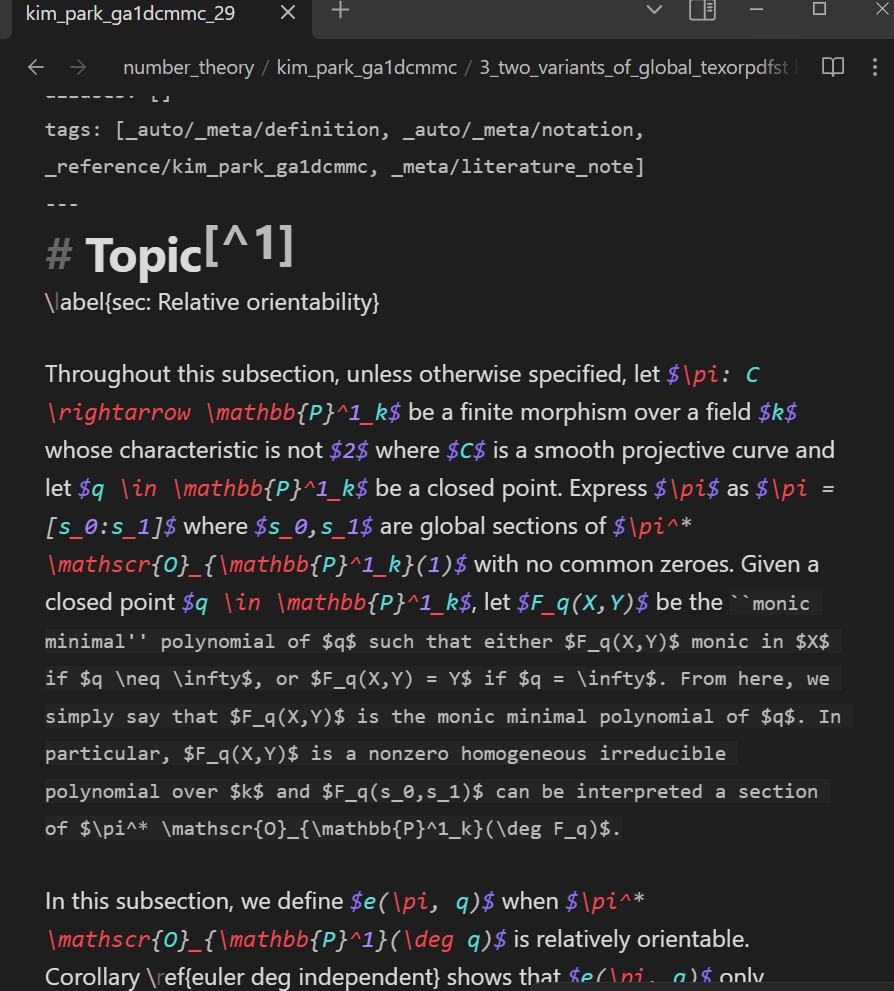 kim_park_ga1dcmmc_29
number_theory / kim_park_ga1dcmmc / 3_two_variants_of_global_texorpdfst
tags: [_auto/_meta/definition, _auto/_meta/notation,
_reference/kim_park_ga1dcmmc, _meta/literature_note]
---
# Topic[^1]
\label{sec: Relative orientability}
Throughout this subsection, unless otherwise specified, let $\pi: C
\rightarrow \mathbb{P}^1_k$ be a finite morphism over a field $k$
whose characteristic is not $2$ where $C$ is a smooth projective curve and
let $q \in \mathbb{P}^1_k$ be a closed point. Express $\pi$ as $\pi =
[s_0:s_1]$ where $s_0,s_1$ are global sections of $\pi^*
\mathscr{O}_{\mathbb{P}^1_k}(1)$ with no common zeroes. Given a
closed point $q \in \mathbb{P}^1_k$, let $F_q(X,Y)$ be the ``monic
minimal'' polynomial of $q$ such that either $F_q(X,Y)$ monic in $X$
if $q \neq \infty$, or $F_q(X,Y) = Y$ if $q = \infty$. From here, we
simply say that $F_q(X,Y)$ is the monic minimal polynomial of $q$. In
particular, $F_q(X,Y)$ is a nonzero homogeneous irreducible
polynomial over $k$ and $F_q(s_0,s_1)$ can be interpreted a section
of $\pi^* \mathscr{O}_{\mathbb{P}^1_k}(\deg F_q)$.
In this subsection, we define $e(\pi, q)$ when $\pi^*
\mathscr{O}_{\mathbb{P}^1}(\deg q)$ is relatively orientable.
Corollary \ref{euler deg independent} shows that $e(\pi, q)$ only